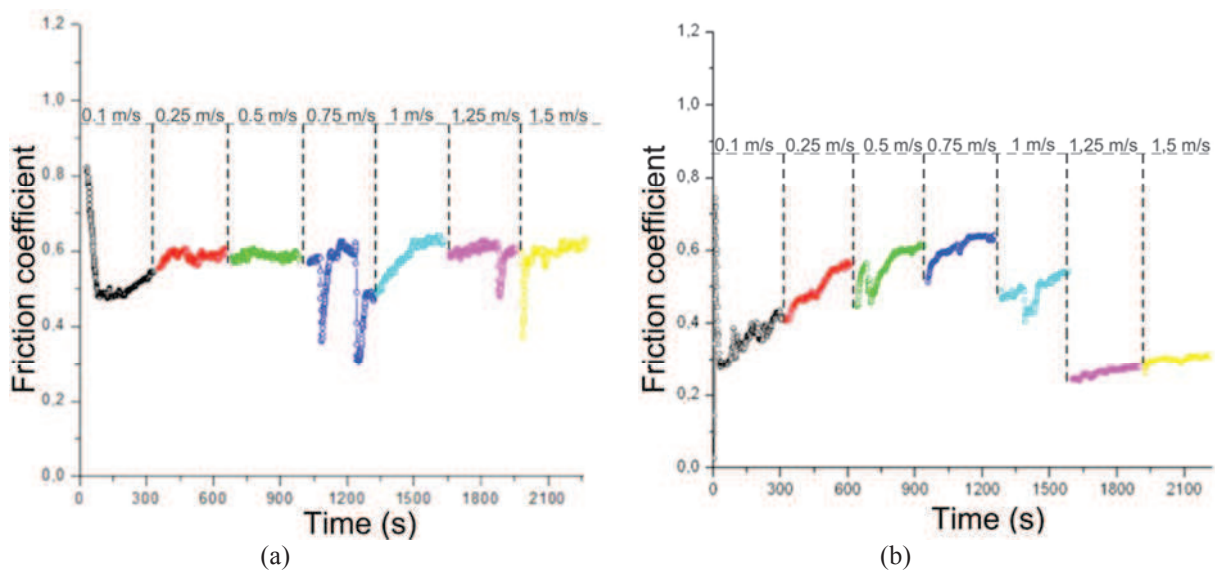 1,2
1,0
0.1 m/s 0.25 m/s 0.5 m/s 0.75 m/s 1 m/s 1,25 m/s 1.5 m/s
0,8
0,6
0,4
0,2
0,0
0 300 600 900 1200 1500 1800 2100
Friction coefficient
Time (s)
(a)
1,2
1,0
0.1 m/s 0.25 m/s 0.5 m/s 0.75 m/s 1 m/s 1,25 m/s 1,5 m/s
0,8
0,6
0,4
0,2
0,0
0 300 600 900 1200 1500 1800 2100
Friction coefficient
Time (s)
(b)